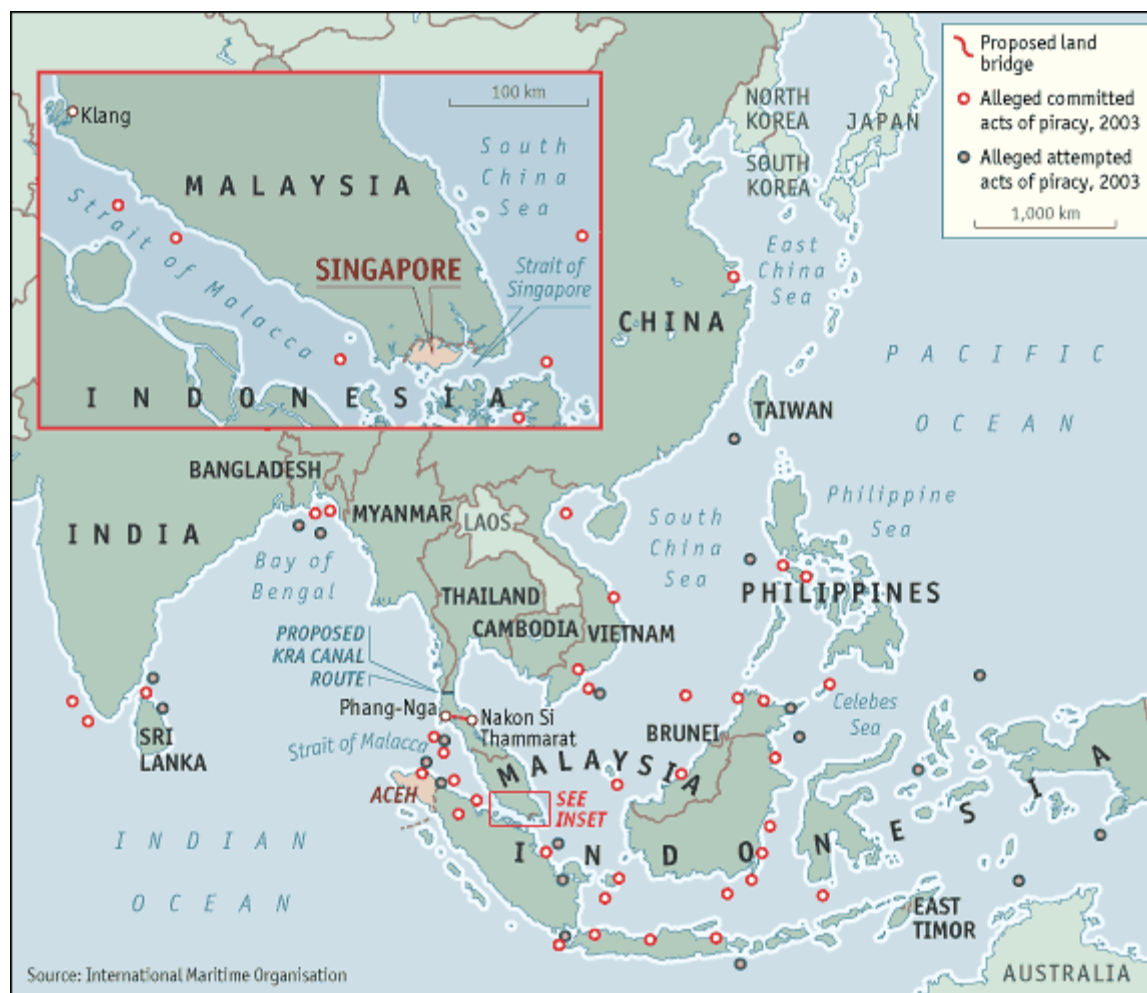 Proposed land
bridge
Alleged committed
acts of piracy, 2003
Alleged attempted
acts of piracy, 2003
1,000 km
100 km
Klang
MALAYSIA
South
China
Sea
Strait of Malacca
SINGAPORE
Strait of
Singapore
INDONESIA
NORTH
KOREA
SOUTH
KOREA
JAPAN
East
China
Sea
CHINA
PACIFIC
OCEAN
TAIWAN
BANGLADESH
INDIA
MYANMAR
LAOS
Bay of
Bengal
South
China
Sea
Philippine
Sea
THAILAND
CAMBODIA
VIETNAM
PHILIPPINES
PROPOSED
KRA CANAL
ROUTE
Phang-Nga
Nakon Si
Thammarat
Strait of Malacca
SRI
LANKA
BRUNEI
Celebes
Sea
MALAYSIA
ACEH
SEE
INSET
INDIAN
OCEAN
INDONESIA
EAST
TIMOR
AUSTRALIA
Source: International Maritime Organisation